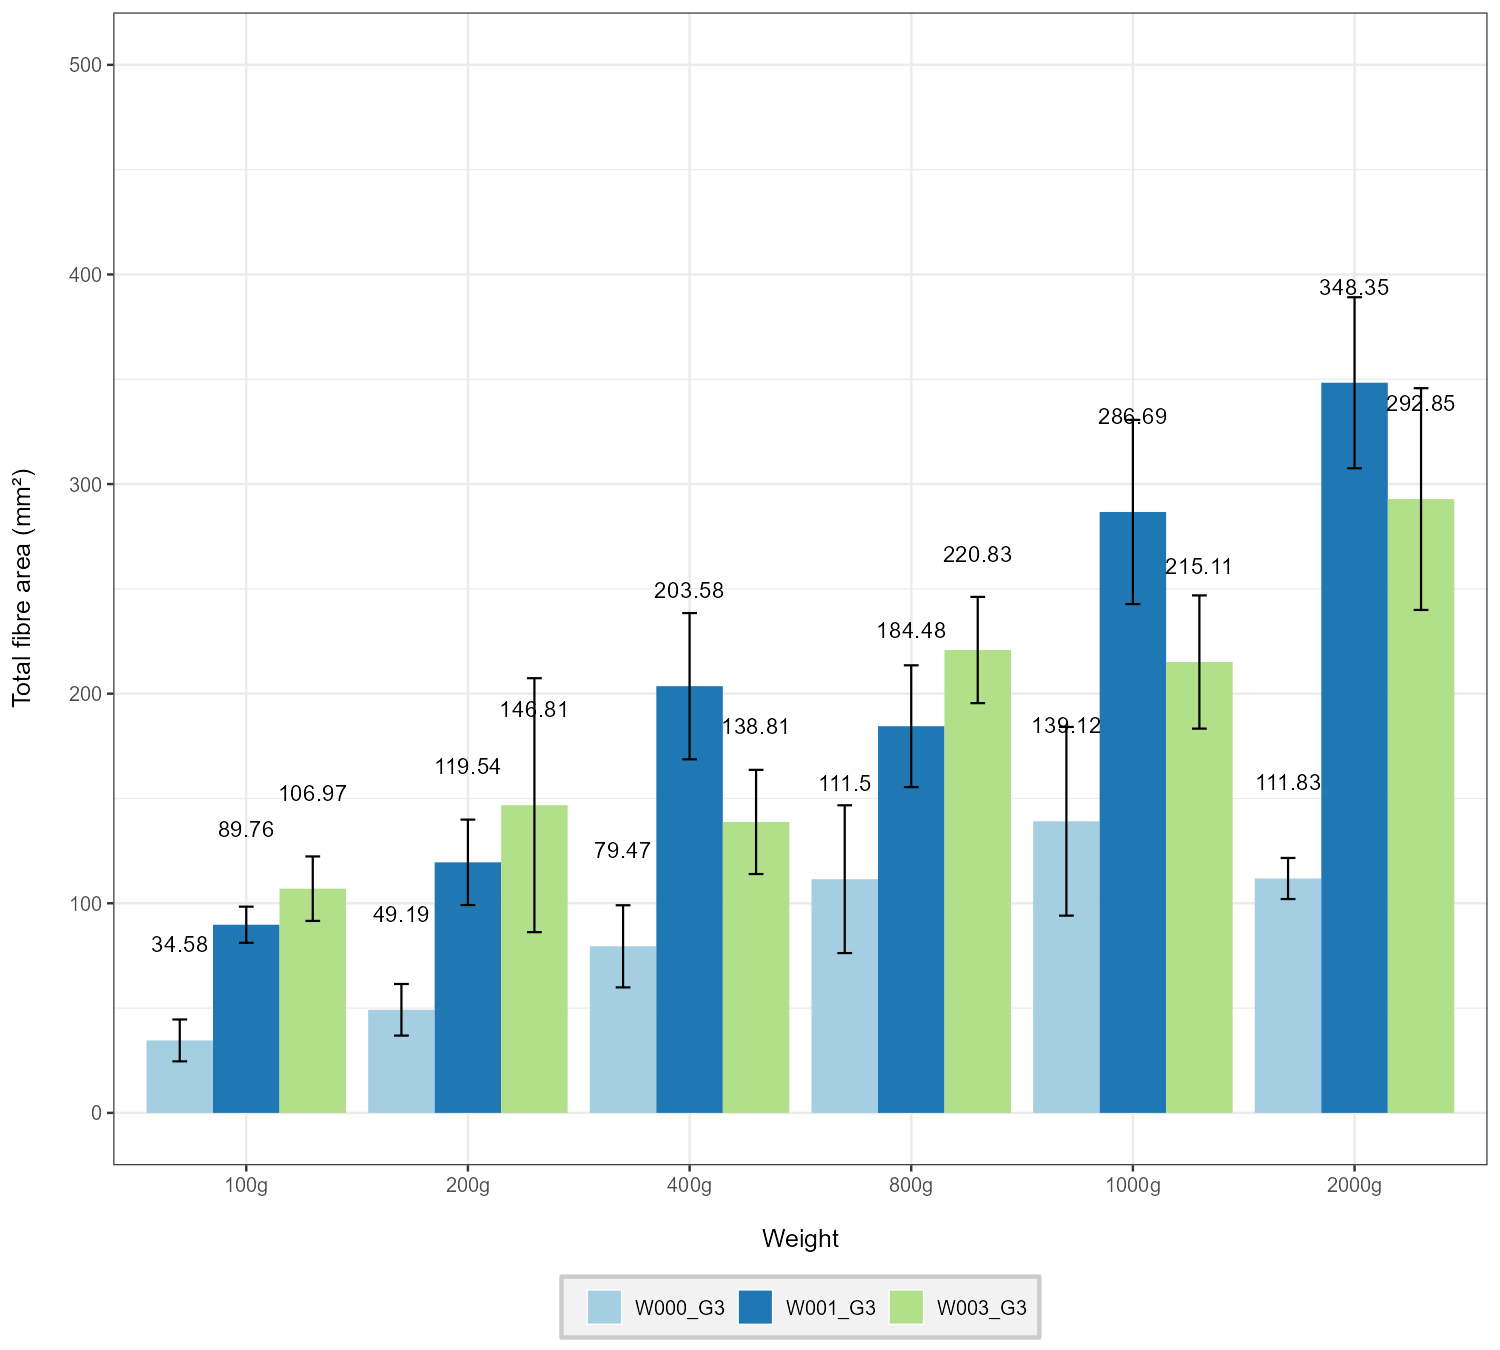 500
400
300
200
100
0
Total fibre area (mm²)
34.58
89.76
106.97
49.19
119.54
146.81
79.47
203.58
138.81
111.5
184.48
220.83
139.12
286.69
215.11
111.83
348.35
292.85
100g
200g
400g
800g
1000g
2000g
Weight
W000_G3
W001_G3
W003_G3